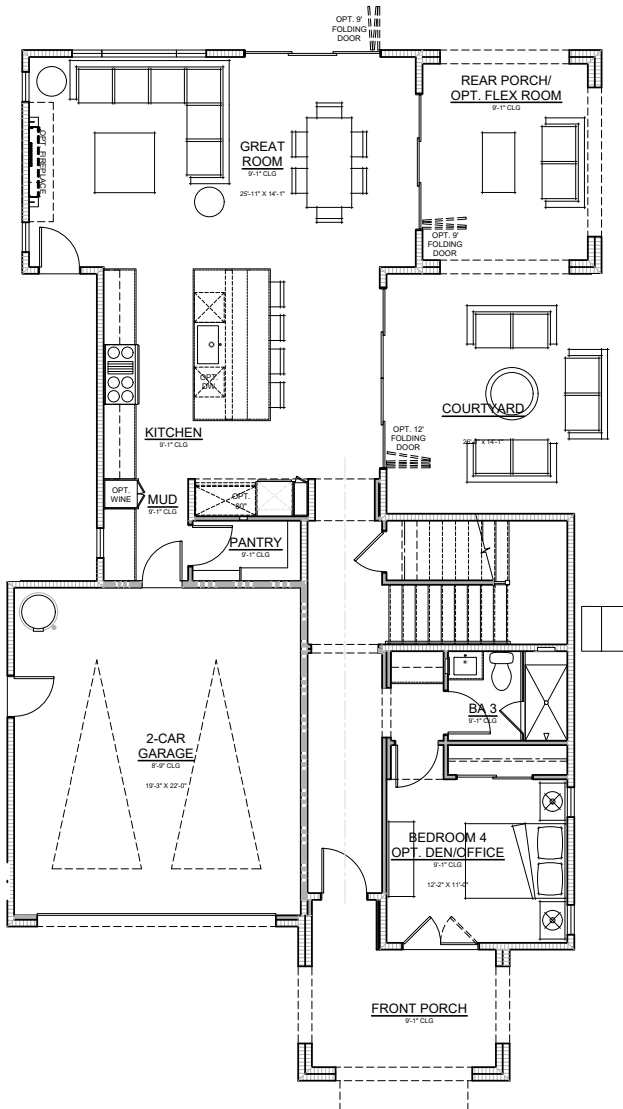 OPT. 9'
FOLDING
DOOR
REAR PORCH/
OPT. FLEX ROOM
9'-1" CLG
GREAT
ROOM
9'-1" CLG
25'-11" X 14'-1"
OPT. FIREPLACE
OPT. 9'
FOLDING
DOOR
OPT.
DW
COURTYARD
X 14'-1"
KITCHEN
9'-1" CLG
OPT. 12'
FOLDING
DOOR
OPT.
WINE
MUD
9'-1" CLG
OPT.
60"
PANTRY
9'-1" CLG
BA 3
9'-1" CLG
2-CAR
GARAGE
8'-9" CLG
19'-3" X 22'-0"
BEDROOM 4
OPT. DEN/OFFICE
9'-1" CLG
12'-2" X 11'-0"
FRONT PORCH
9'-1" CLG